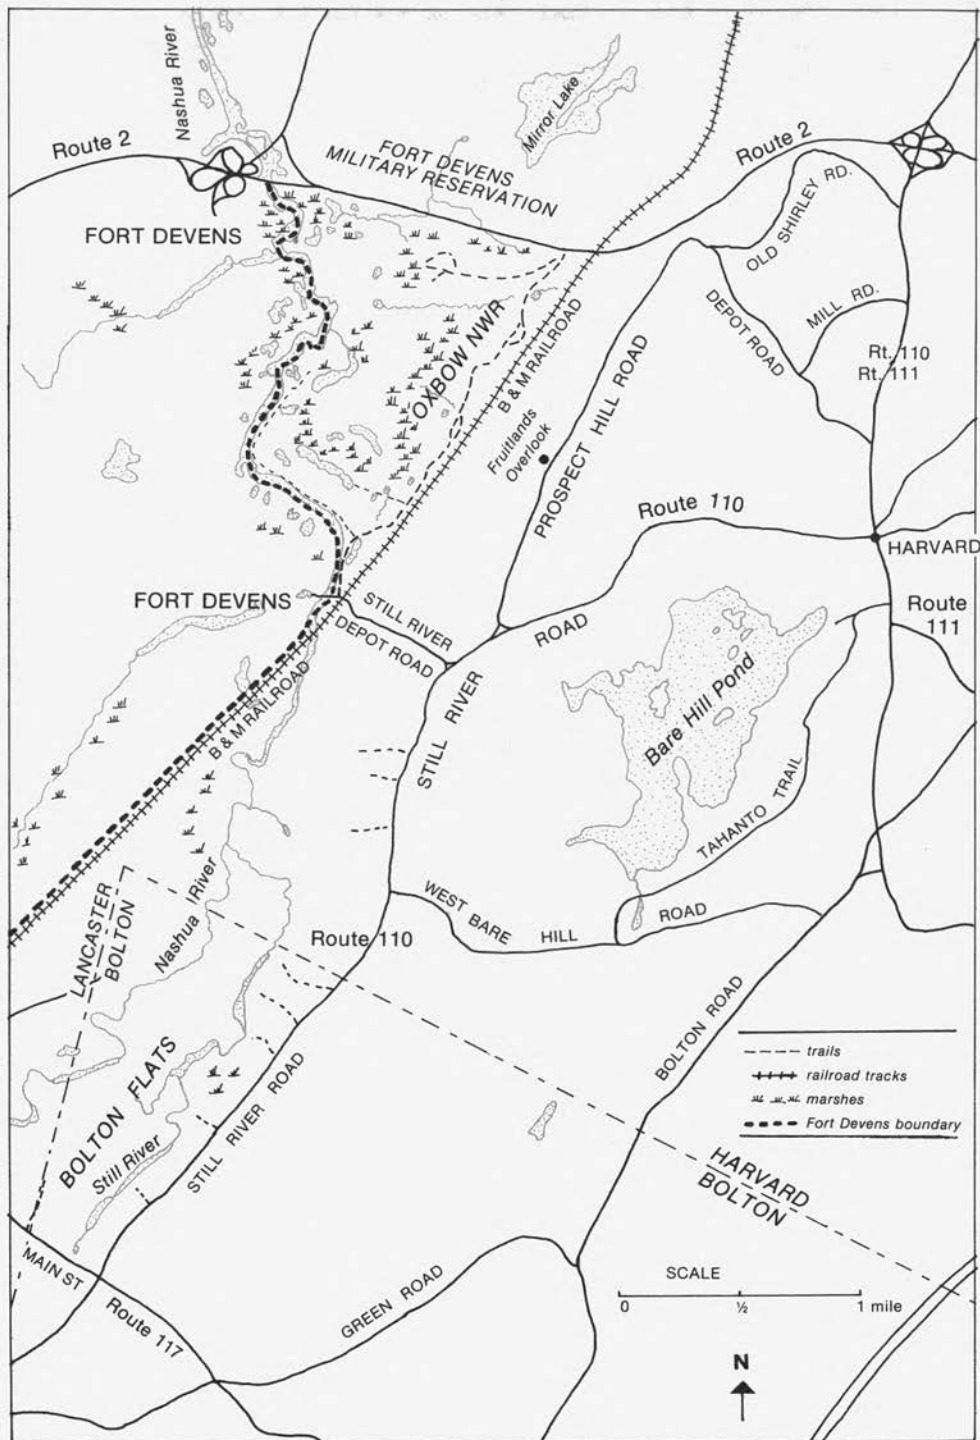 Nashua River
Route 2
Mirror Lake
FORT DEVENS
MILITARY RESERVATION
Route 2
FORT DEVENS
OLD SHIRLEY RD.
DEPOT ROAD
MILL RD.
Rt. 110
Rt. 111
OXBOW NWR
B & M RAILROAD
Fruitlands
Overlook
PROSPECT HILL ROAD
Route 110
HARVARD
FORT DEVENS
STILL RIVER
DEPOT ROAD
ROAD
Route
111
B & M RAILROAD
STILL RIVER
Bare Hill Pond
TAHANTO TRAIL
Nashua River
LANCASTER
BOLTON
WEST BARE HILL ROAD
Route 110
BOLTON ROAD
BOLTON FLATS
Still River
STILL RIVER ROAD
trails
railroad tracks
marshes
Fort Devens boundary
HARVARD
BOLTON
MAIN ST
Route 117
GREEN ROAD
SCALE
0 ½ 1 mile
N